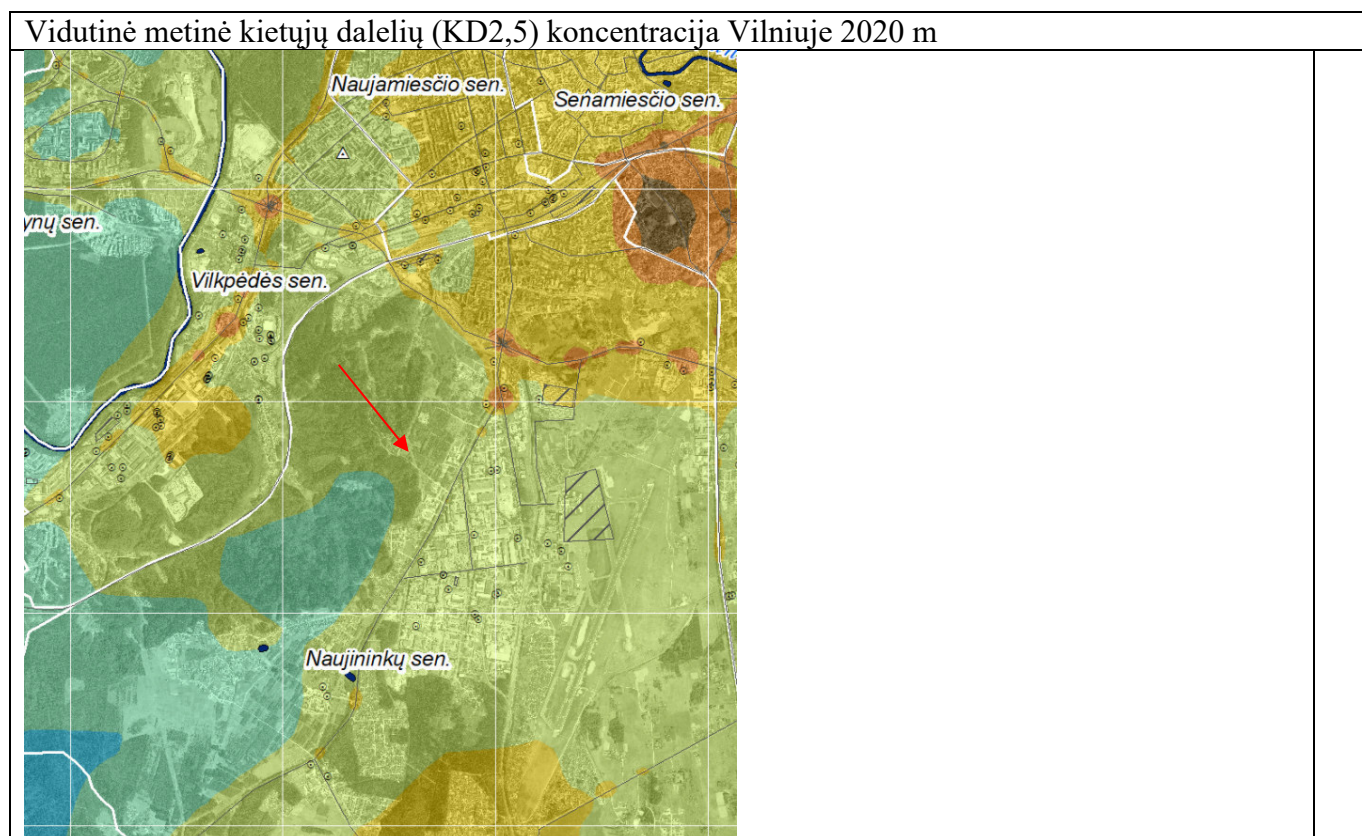 Vidutinė metinė kietųjų dalelių (KD2,5) koncentracija Vilniuje 2020 m
Naujamiesčio sen.
Senamiesčio sen.
ynų sen.
Vilkpėdės sen.
Naujininkų sen.